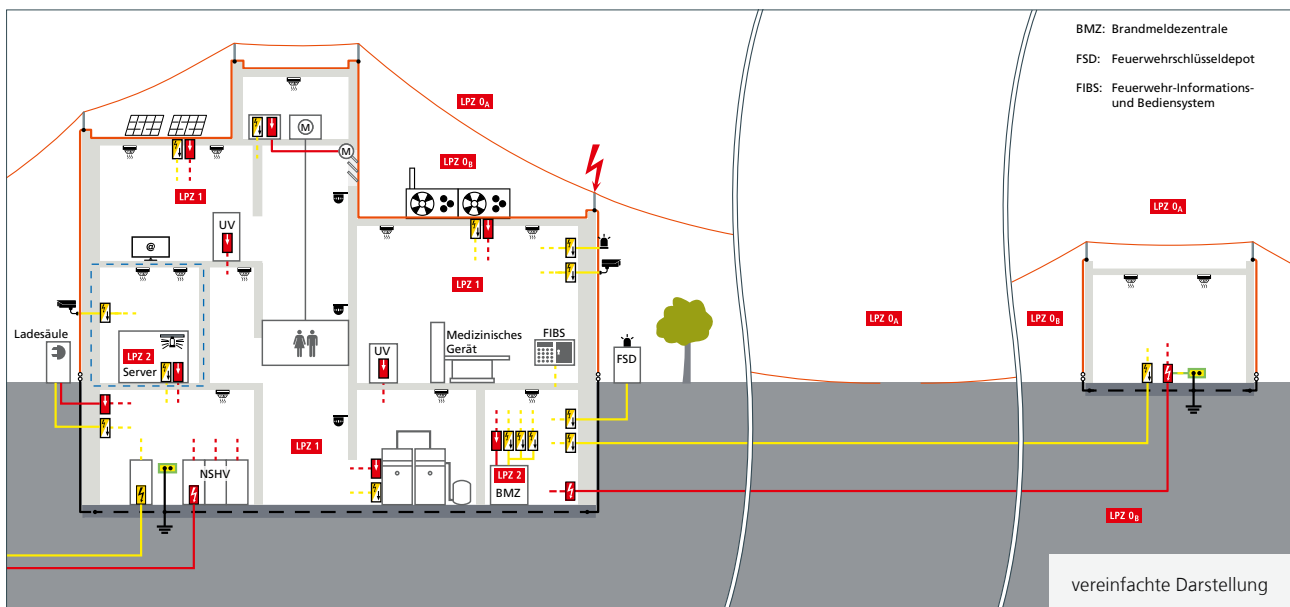 BMZ: Brandmeldezentrale
FSD: Feuerwehrschlüsseldepot
FIBS: Feuerwehr-Informations-
und Bediensystem
LPZ 0A
M
M
LPZ 0B
LPZ 1
UV
@
LPZ 0A
LPZ 1
LPZ 0A
LPZ 0B
Ladesäule
LPZ 2
Server
UV
Medizinisches
Gerät
FIBS
FSD
LPZ 1
NSHV
LPZ 2
BMZ
LPZ 0B
vereinfachte Darstellung